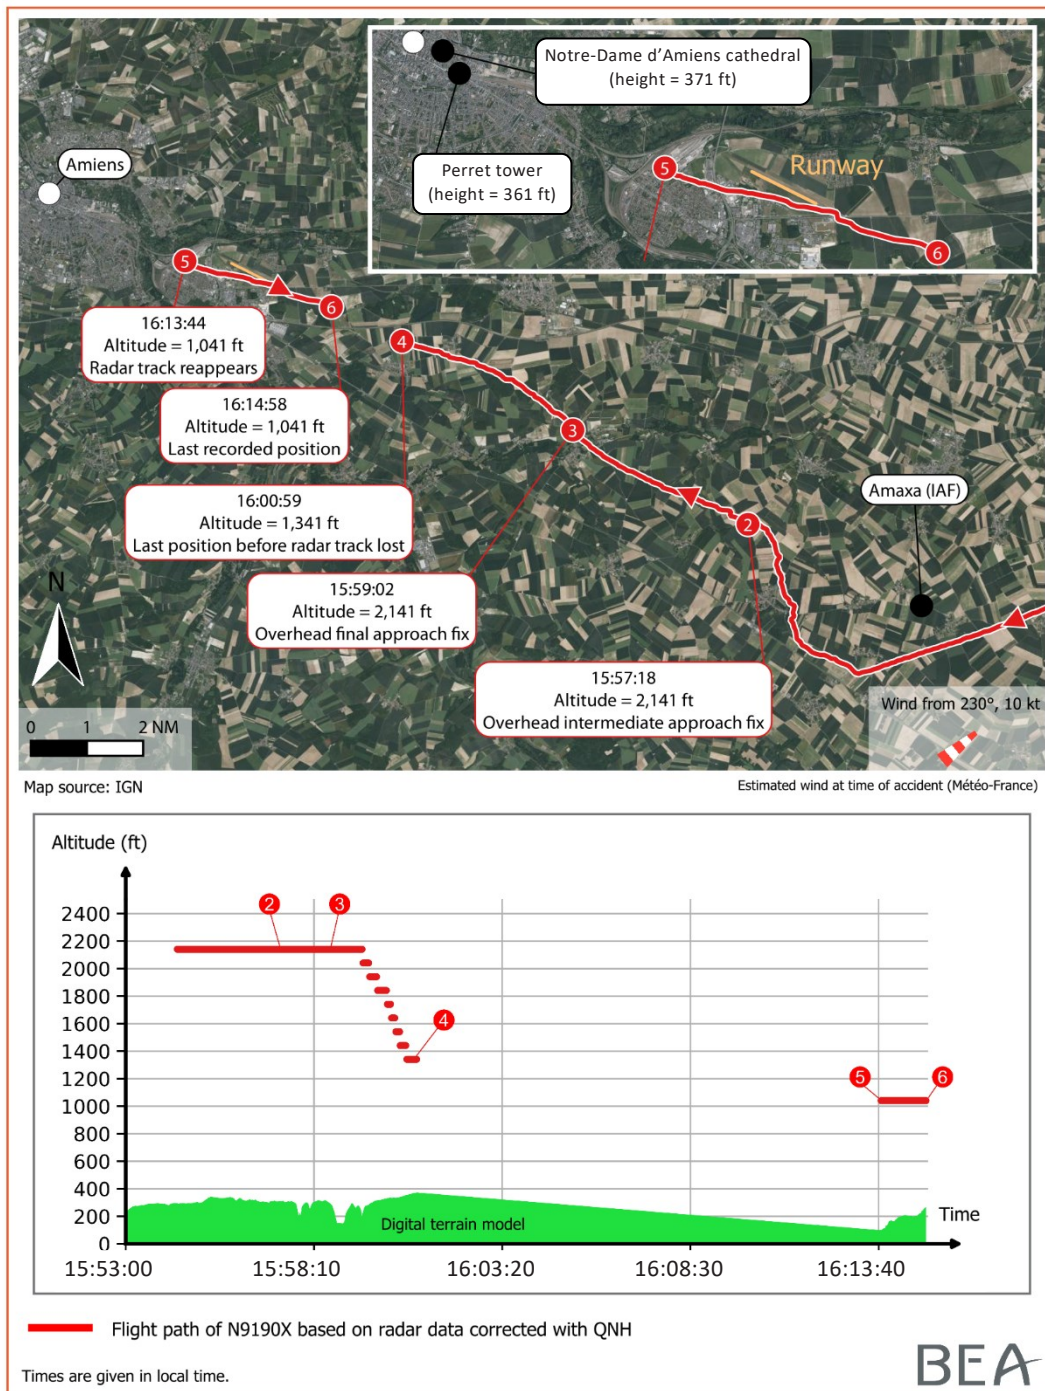 Notre-Dame d’Amiens cathedral
(height = 371 ft)
Amiens
Perret tower
(height = 361 ft)
5
Runway
6
5
6
4
16:13:44
Altitude = 1,041 ft
Radar track reappears
16:14:58
Altitude = 1,041 ft
Last recorded position
3
Amaxa (IAF)
16:00:59
Altitude = 1,341 ft
Last position before radar track lost
2
N
15:59:02
Altitude = 2,141 ft
Overhead final approach fix
15:57:18
Altitude = 2,141 ft
Overhead intermediate approach fix
Wind from 230°, 10 kt
0 1 2 NM
Map source: IGN
Estimated wind at time of accident (Météo-France)
Altitude (ft)
2 3
2400
2200
2000
1800
1600
4
1400
1200
5 6
1000
800
600
400
200
Digital terrain model
Time
0
15:53:00 15:58:10 16:03:20 16:08:30 16:13:40
Flight path of N9190X based on radar data corrected with QNH
BEA
Times are given in local time.